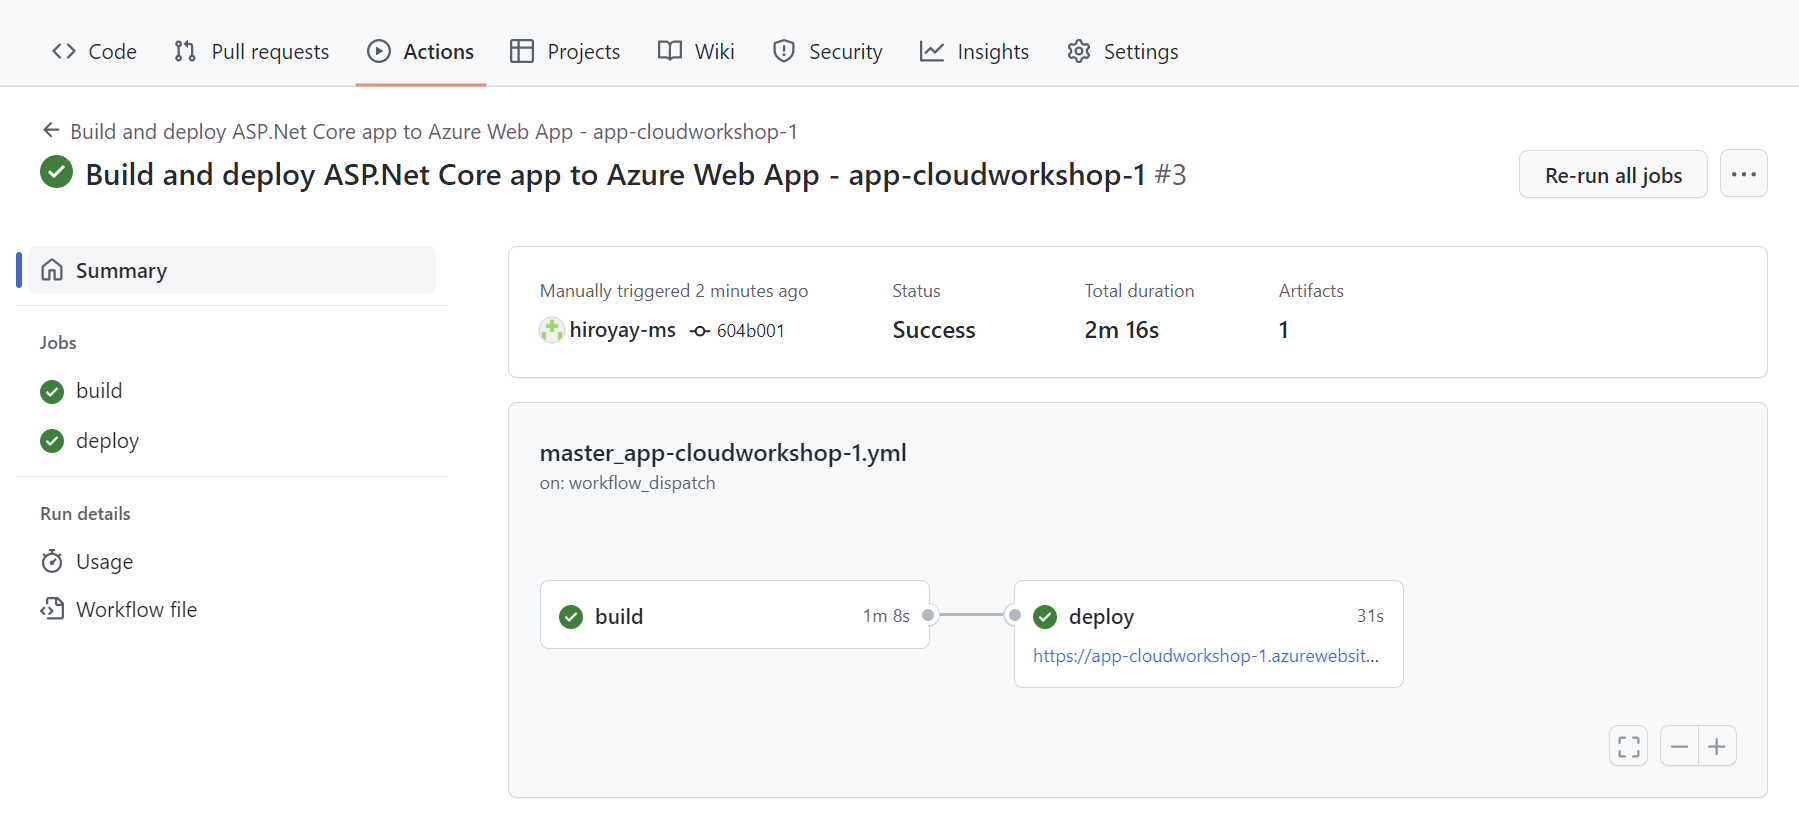 Code Pull requests Actions Projects Wiki Security Insights Settings
Build and deploy ASP.Net Core app to Azure Web App - app-cloudworkshop-1
Build and deploy ASP.Net Core app to Azure Web App - app-cloudworkshop-1 #3
Re-run all jobs
Summary
Jobs
build
deploy
Run details
Usage
Workflow file
Manually triggered 2 minutes ago
hiroyay-ms 604b001
Status
Success
Total duration
2m 16s
Artifacts
1
master_app-cloudworkshop-1.yml
on: workflow_dispatch
build 1m 8s
deploy 31s
https://app-cloudworkshop-1.azurewebsit...